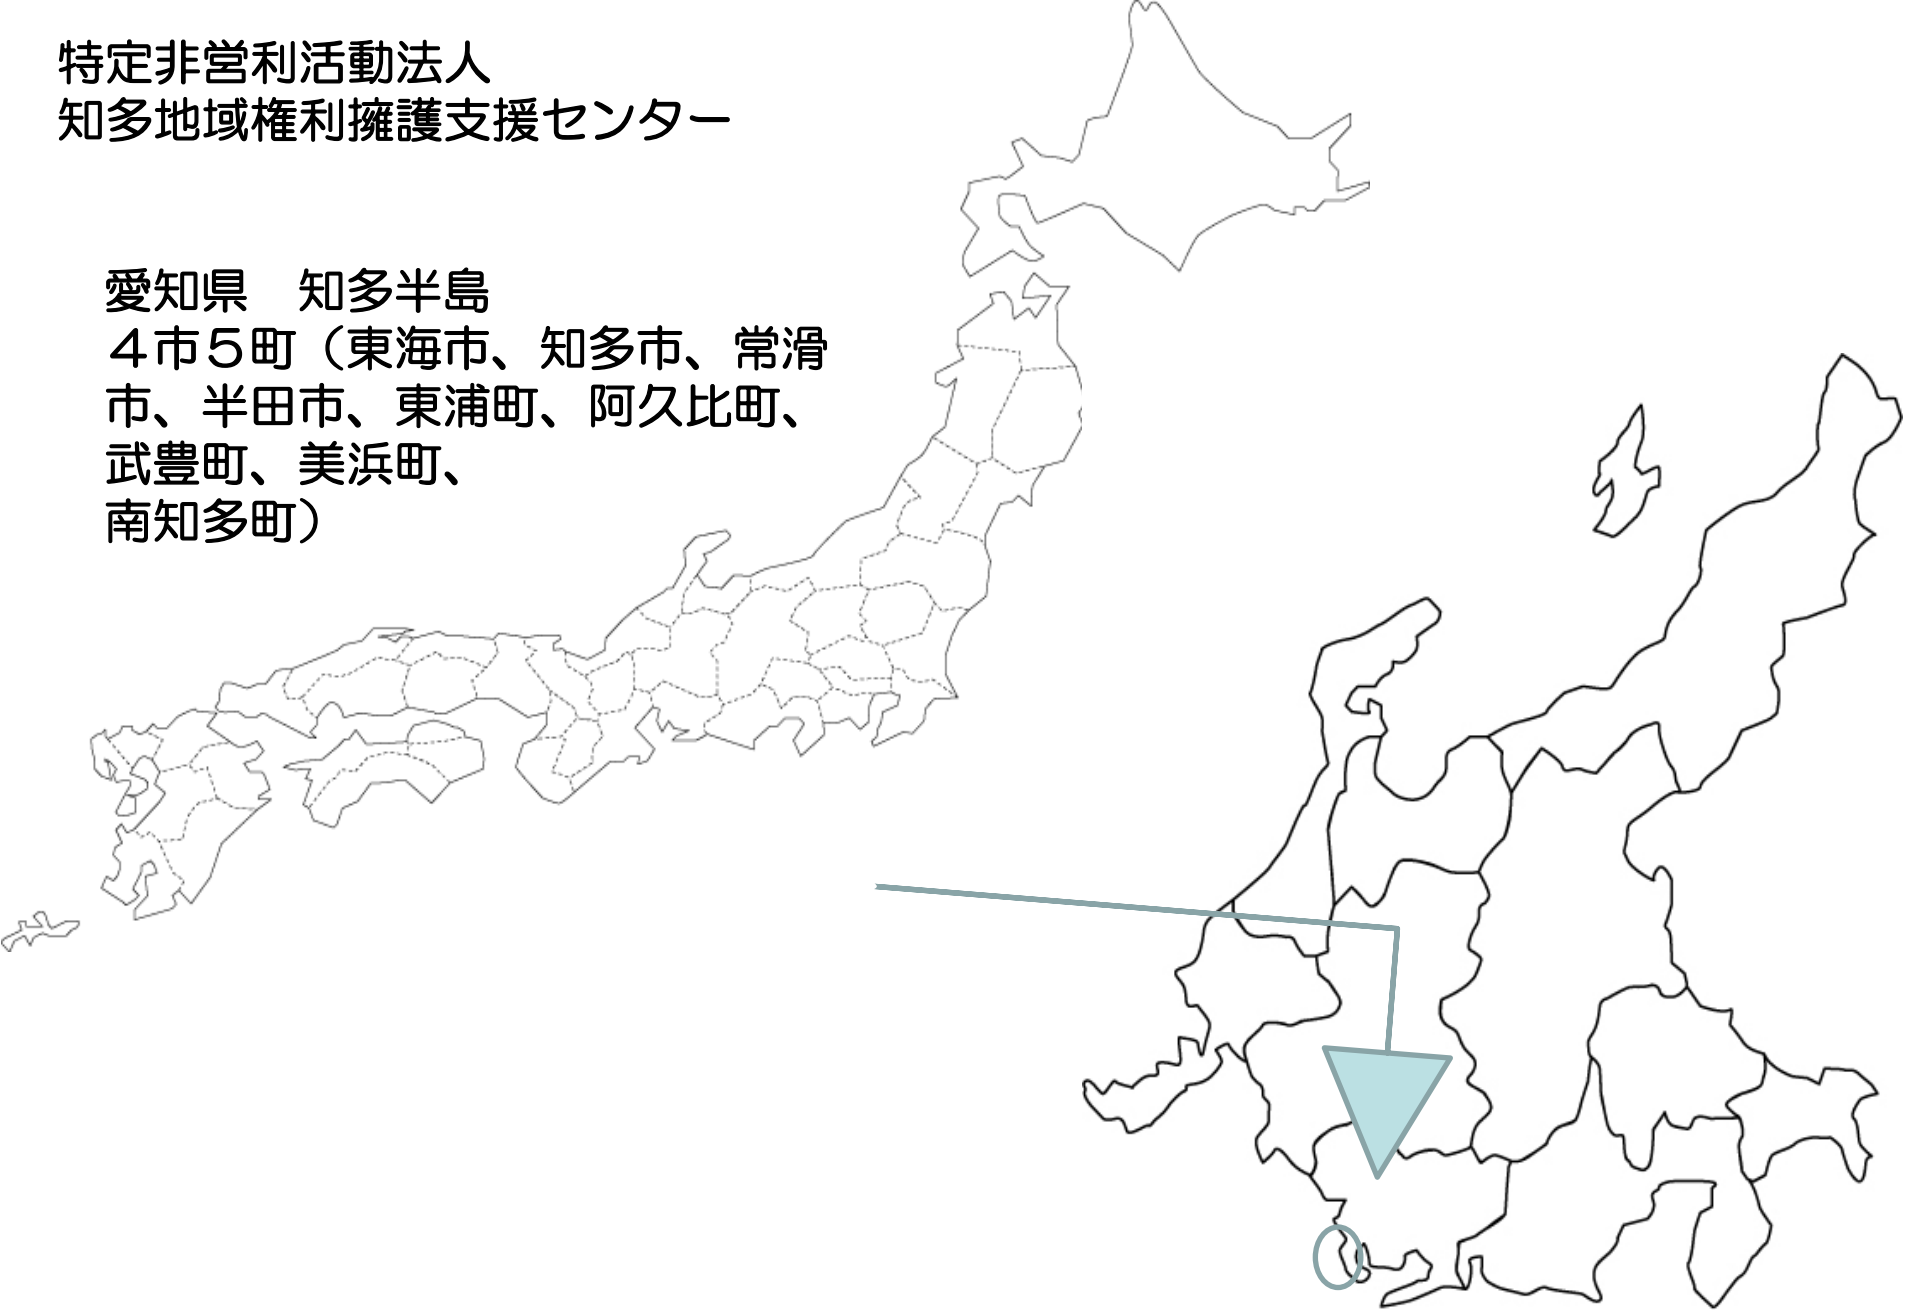 特定非営利活動法人
知多地域権利擁護支援センター
愛知県　知多半島
４市５町（東海市、知多市、常滑
市、半田市、東浦町、阿久比町、
武豊町、美浜町、
南知多町）